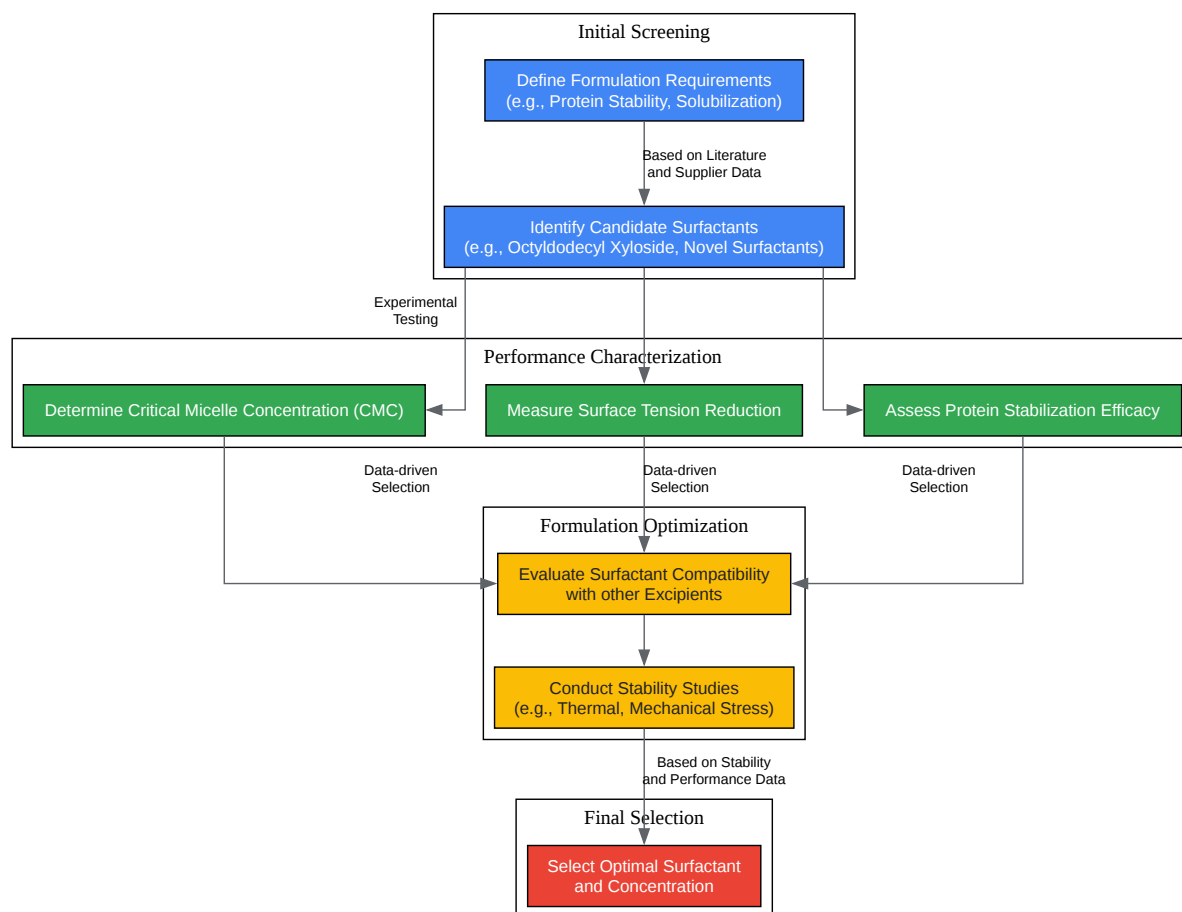 Initial Screening
Define Formulation Requirements
(e.g., Protein Stability, Solubilization)
Based on Literature
and Supplier Data
Identify Candidate Surfactants
(e.g., Octyldodecyl Xyloside, Novel Surfactants)
Experimental
Testing
Performance Characterization
Determine Critical Micelle Concentration (CMC)
Measure Surface Tension Reduction
Assess Protein Stabilization Efficacy
Data-driven
Selection
Data-driven
Selection
Data-driven
Selection
Formulation Optimization
Evaluate Surfactant Compatibility
with other Excipients
Conduct Stability Studies
(e.g., Thermal, Mechanical Stress)
Based on Stability
and Performance Data
Final Selection
Select Optimal Surfactant
and Concentration